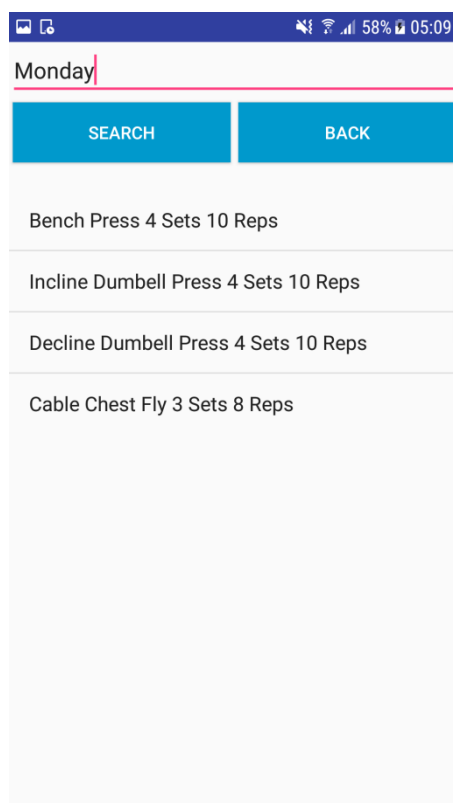 58% 05:09
Monday
SEARCH BACK
Bench Press 4 Sets 10 Reps
Incline Dumbell Press 4 Sets 10 Reps
Decline Dumbell Press 4 Sets 10 Reps
Cable Chest Fly 3 Sets 8 Reps